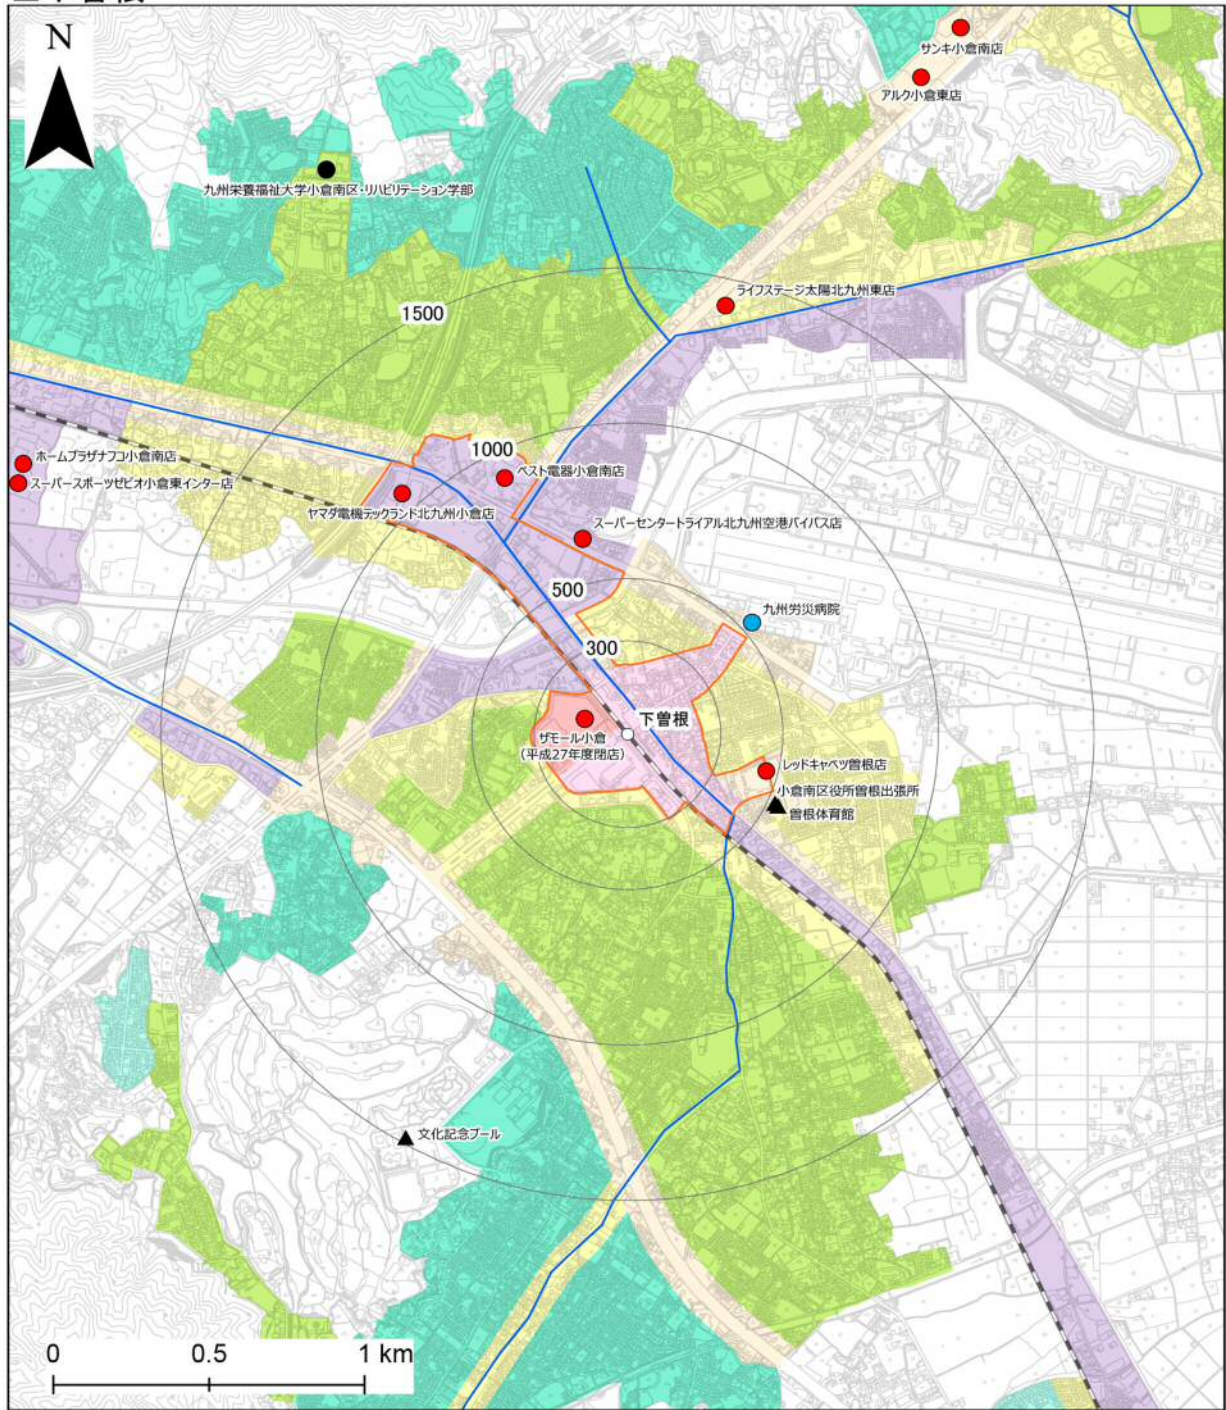 N
サンキ小倉南店
アルク小倉東店
九州栄養福祉大学小倉南区・リハビリテーション学部
ライフステージ太陽北九州東店
1500
1000
ホームプラザナフコ小倉南店
ベスト電器小倉南店
スーパースポーツゼビオ小倉東インター店
ヤマダ電機テックランド北九州小倉店
スーパーセンタートライアル北九州空港バイパス店
500
九州労災病院
300
下曽根
ザモール小倉
(平成27年度閉店)
レッドキャベツ曽根店
小倉南区役所曽根出張所
曽根体育館
文化記念プール
0 0.5 1 km